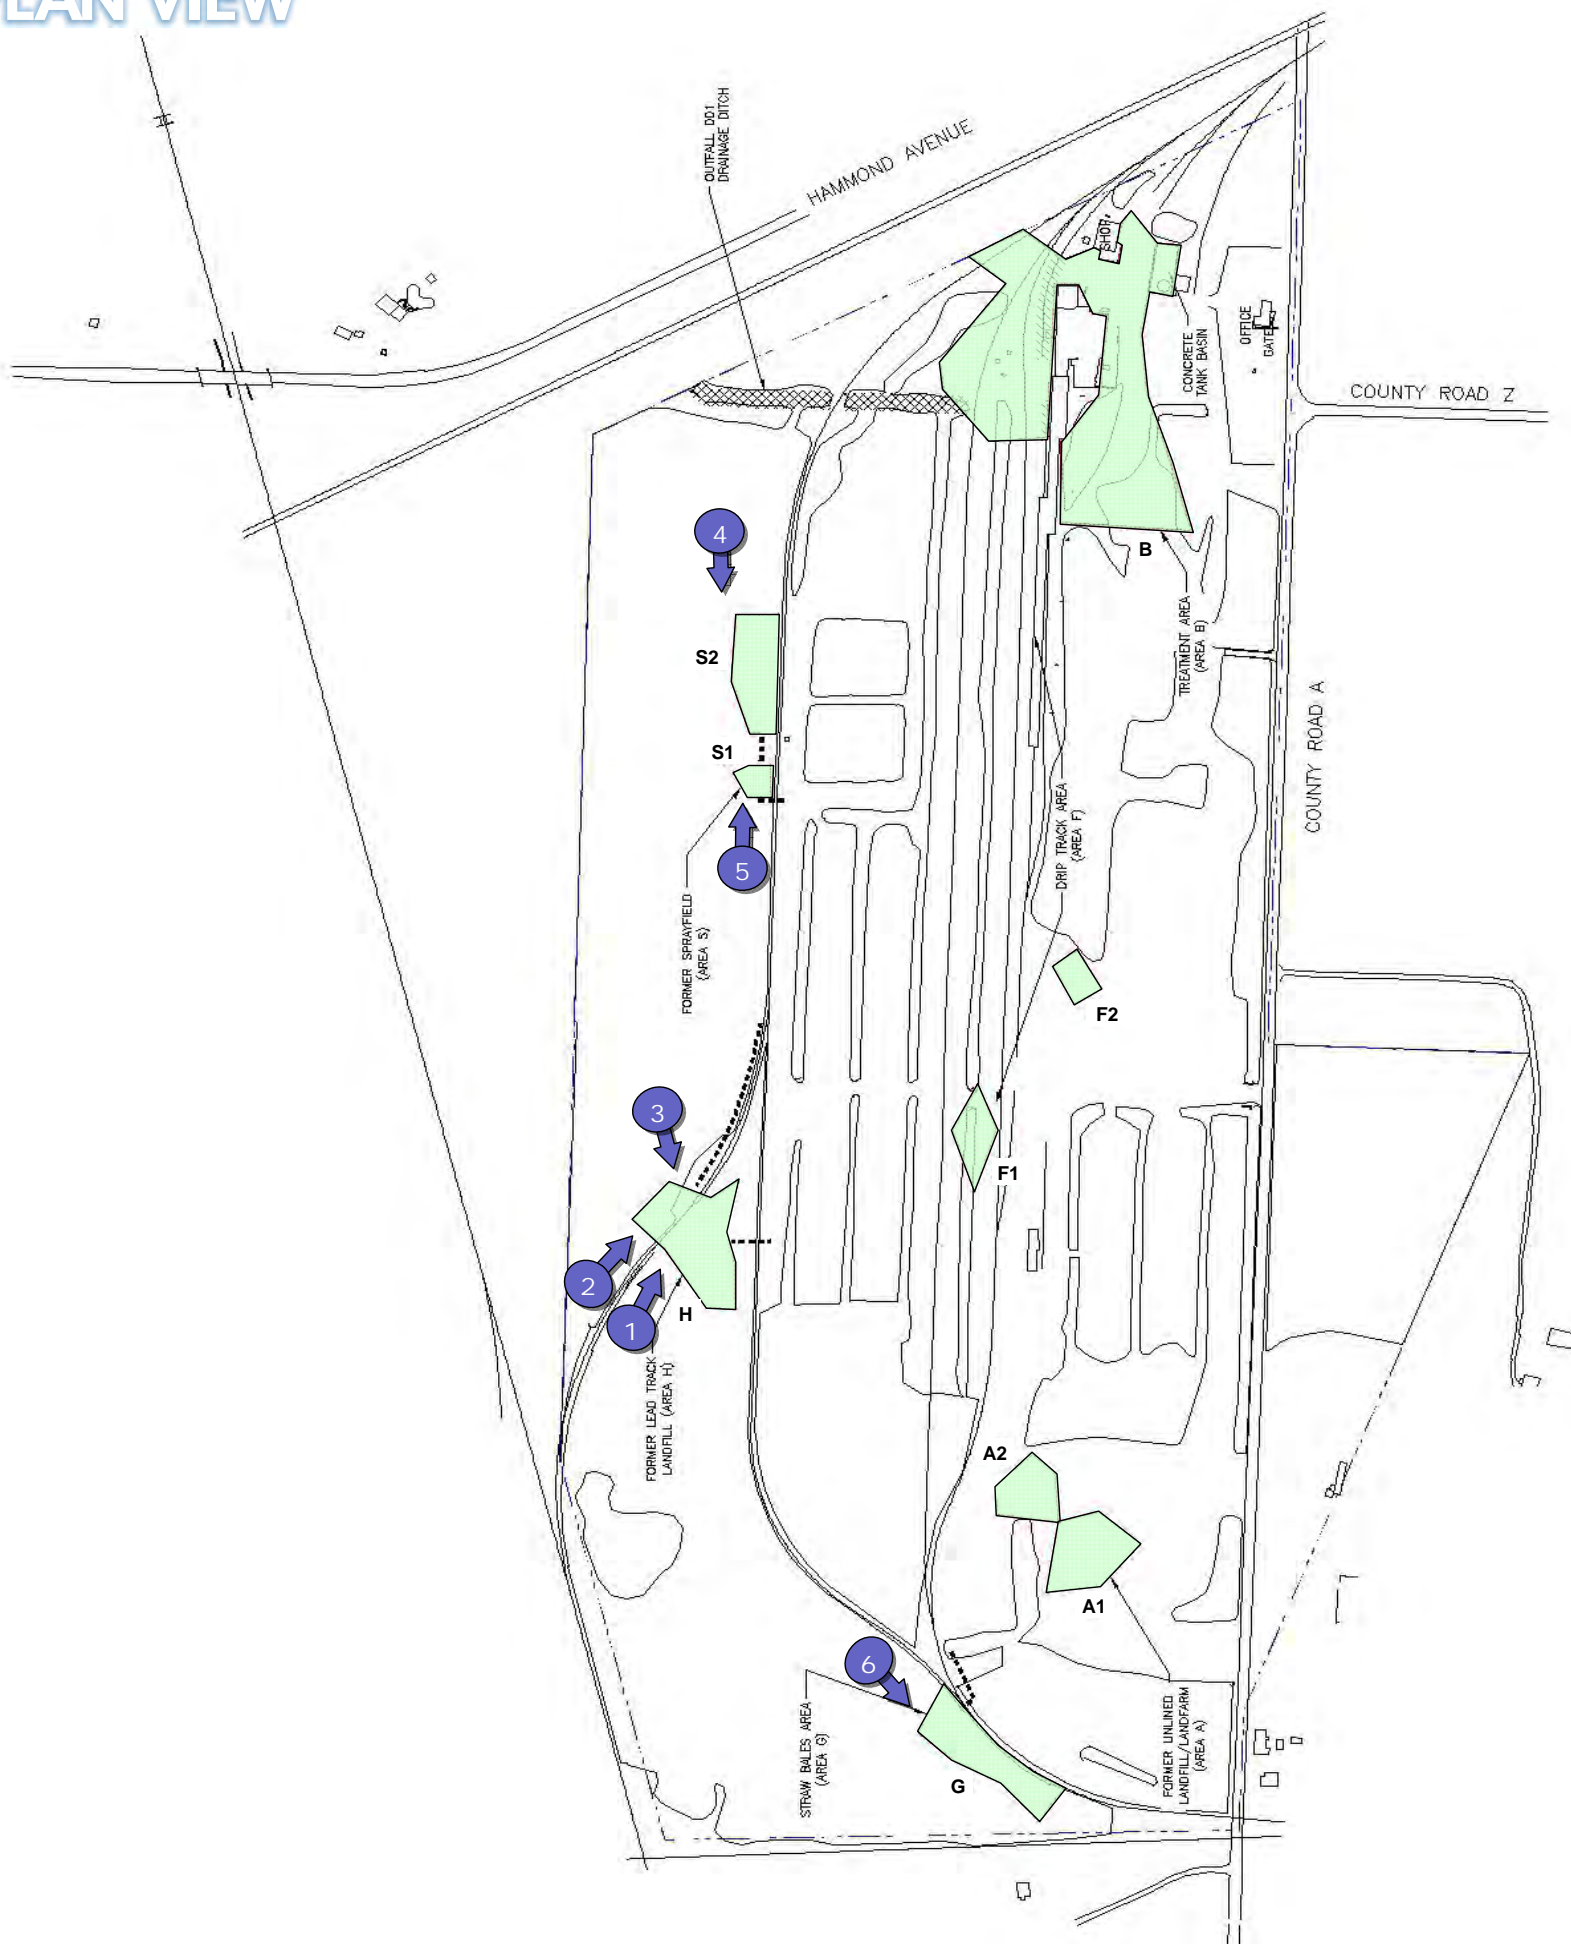 PLAN VIEW
OUTFALL DD1
DRAINAGE DITCH
HAMMOND AVENUE
SHOP
CONCRETE
TANK BASIN
OFFICE
GATE
COUNTY ROAD Z
4
B
TREATMENT AREA
(AREA B)
S2
S1
COUNTY ROAD A
DRIP TRACK AREA
(AREA F)
5
FORMER SPRAYFIELD
(AREA S)
F2
3
F1
2
1
H
FORMER LEAD TRACK
LANDFILL (AREA H)
A2
A1
6
STRAW BALES AREA
(AREA G)
G
FORMER UNLINED
LANDFILL/LANDFARM
(AREA A)